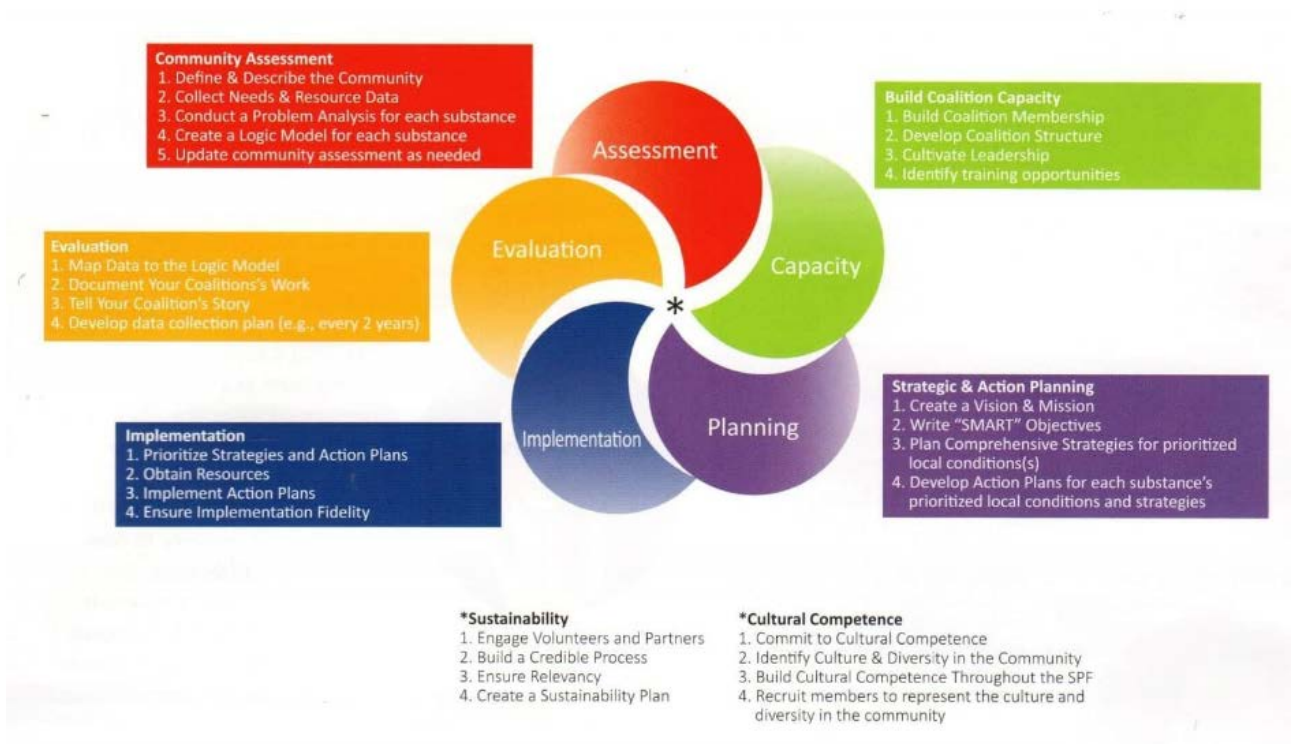 Community Assessment
1. Define & Describe the Community
2. Collect Needs & Resource Data
3. Conduct a Problem Analysis for each substance
4. Create a Logic Model for each substance
5. Update community assessment as needed
Build Coalition Capacity
1. Build Coalition Membership
2. Develop Coalition Structure
3. Cultivate Leadership
4. Identify training opportunities
Assessment
Evaluation
Capacity
*
Implementation
Planning
Evaluation
1. Map Data to the Logic Model
2. Document Your Coalitions's Work
3. Tell Your Coalition's Story
4. Develop data collection plan (e.g., every 2 years)
Strategic & Action Planning
1. Create a Vision & Mission
2. Write "SMART" Objectives
3. Plan Comprehensive Strategies for prioritized
local conditions(s)
4. Develop Action Plans for each substance's
prioritized local conditions and strategies
Implementation
1. Prioritize Strategies and Action Plans
2. Obtain Resources
3. Implement Action Plans
4. Ensure Implementation Fidelity
*Sustainability
1. Engage Volunteers and Partners
2. Build a Credible Process
3. Ensure Relevancy
4. Create a Sustainability Plan
*Cultural Competence
1. Commit to Cultural Competence
2. Identify Culture & Diversity in the Community
3. Build Cultural Competence Throughout the SPF
4. Recruit members to represent the culture and
diversity in the community